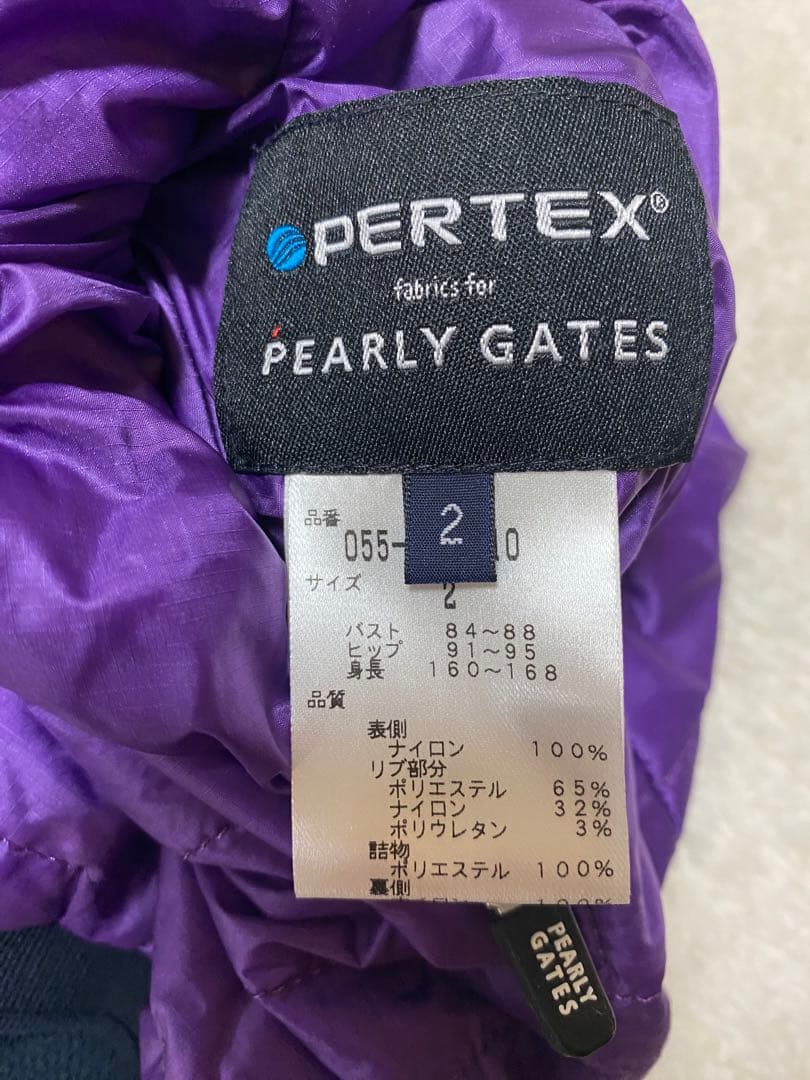 PERTEX®
fabrics for
PEARLY GATES
2
品番
055- 10
サイズ
2
バスト 84～88
ヒップ 91～95
身長 160～168
品質
表側
ナイロン 100%
リブ部分
ポリエステル 65%
ナイロン 32%
ポリウレタン 3%
詰物
ポリエステル 100%
裏側
PEARLY
GATES